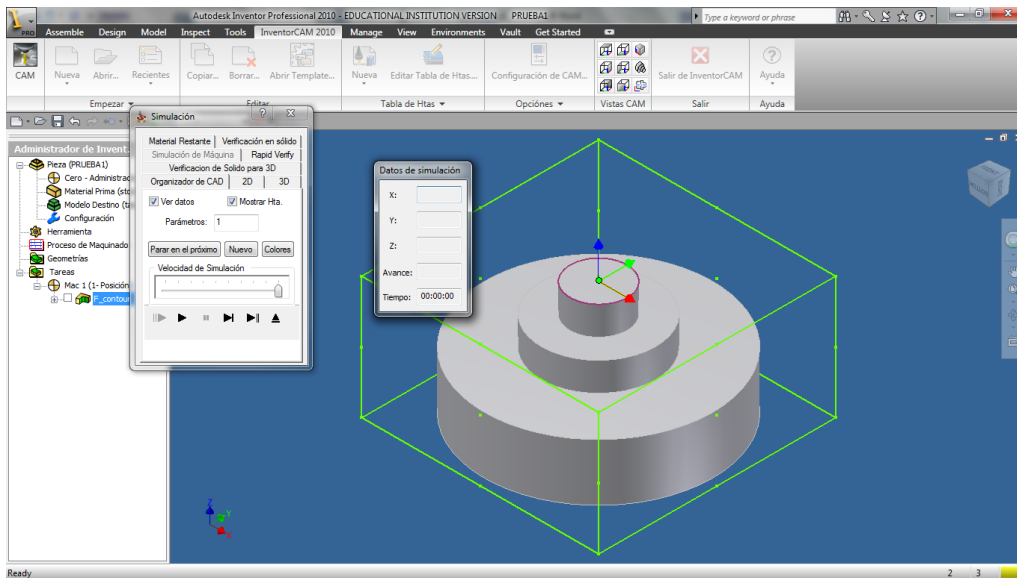 Autodesk Inventor Professional 2010 - EDUCATIONAL INSTITUTION VERSION PRUEBA1
Type a keyword or phrase
PRO
Assemble Design Model Inspect Tools InventorCAM 2010 Manage View Environments Vault Get Started
CAM
Nueva Abrir... Recientes
Copiar... Borrar... Abrir Template...
Nueva Editar Tabla de Htas...
Configuración de CAM...
Salir de InventorCAM
Ayuda
Empezar
Editar
Tabla de Htas
Opciónes
Vistas CAM
Salir
Ayuda
Administrador de Invent
Pieza (PRUEBA1)
Cero - Administrad
Material Prima (sto
Modelo Destino (ta
Configuración
Herramienta
Proceso de Maquinado
Geometrías
Tareas
Mac 1 (1- Posición
F_contour
Simulación
Material Restante Verificación en sólido
Simulación de Máquina Rapid Verify
Verificacion de Solido para 3D
Organizador de CAD 2D 3D
Ver datos Mostrar Hta.
Parámetros: 1
Parar en el próximo Nuevo Colores
Velocidad de Simulación
Datos de simulación
X:
Y:
Z:
Avance:
Tiempo: 00:00:00
FRONT
Z
Y
X
Ready
2 3